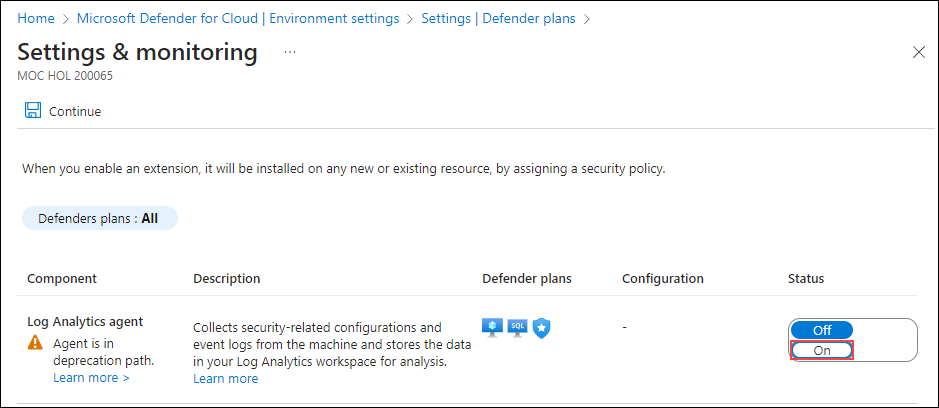 Home > Microsoft Defender for Cloud | Environment settings > Settings | Defender plans >
Settings & monitoring ...
MOC HOL 200065
Continue
When you enable an extension, it will be installed on any new or existing resource, by assigning a security policy.
Defenders plans : All
Component Description Defender plans Configuration Status
Log Analytics agent
Agent is in
deprecation path.
Learn more >
Collects security-related configurations and
event logs from the machine and stores the data
in your Log Analytics workspace for analysis.
Learn more
SQL
-
Off
On